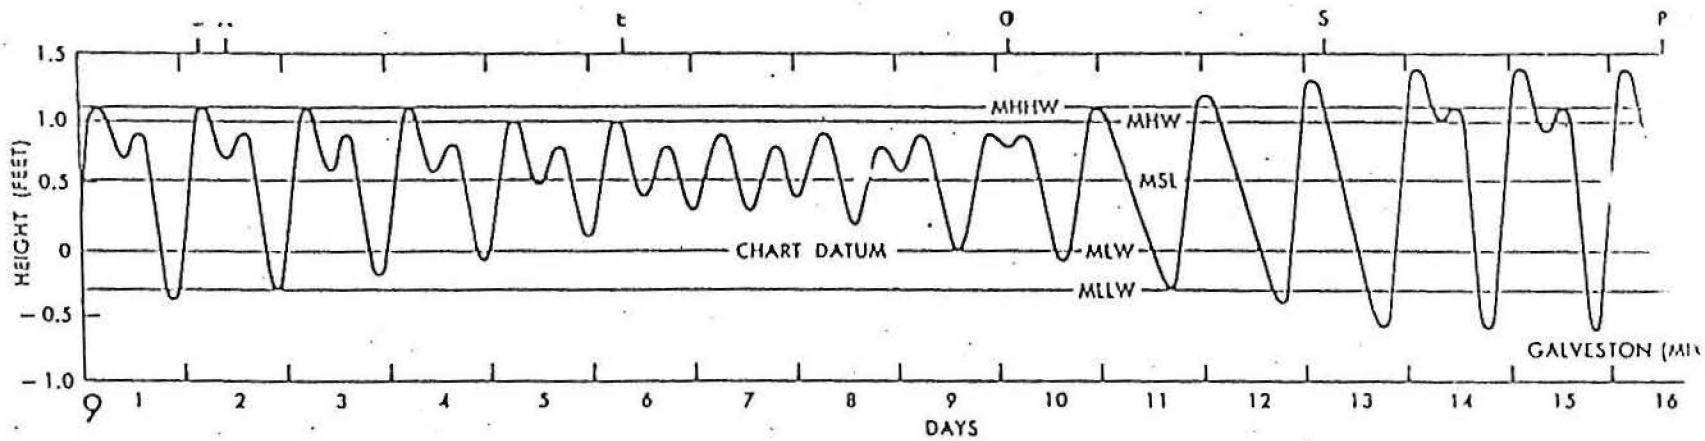 E O S P
1.5
MHHW
1.0
MHW
HEIGHT (FEET)
0.5
MSL
0
CHART DATUM
MLW
MLLW
- 0.5
GALVESTON
- 1.0
9 1 2 3 4 5 6 7 8 9 10 11 12 13 14 15 16
DAYS